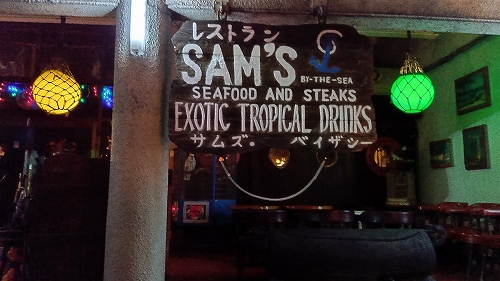 レストラン
SAM'S
BY-THE-SEA
SEAFOOD AND STEAKS
EXOTIC TROPICAL DRINKS
サムズ・バイザシー